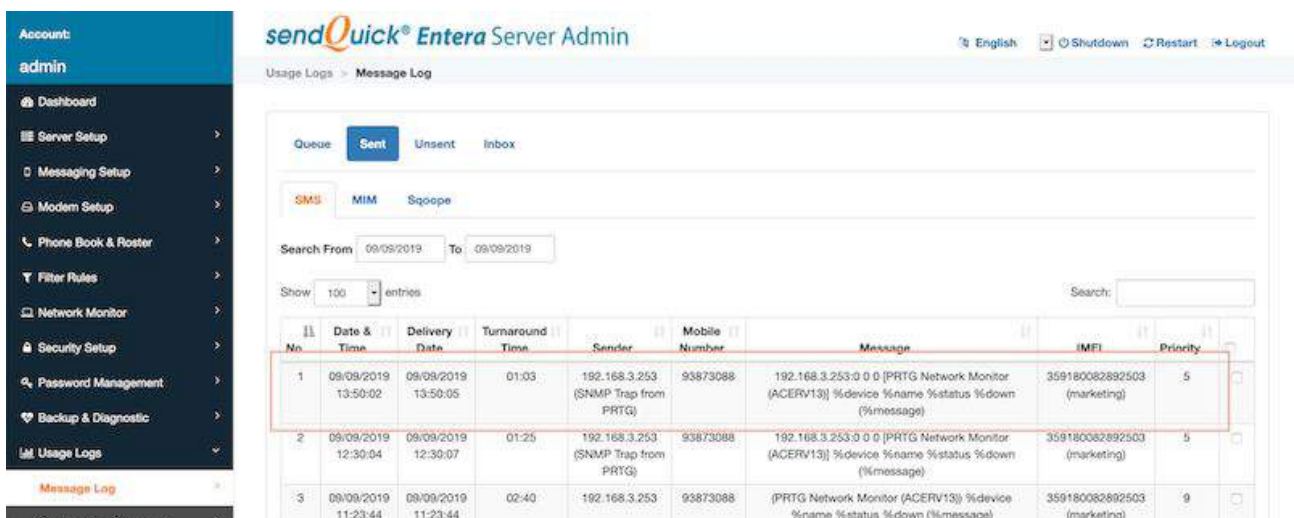 Account:
admin
Dashboard
Server Setup
Messaging Setup
Modem Setup
Phone Book & Roster
Filter Rules
Network Monitor
Security Setup
Password Management
Backup & Diagnostic
Usage Logs
Message Log
sendQuick® Entera Server Admin
English Shutdown Restart Logout
Usage Logs > Message Log
Queue Sent Unsent Inbox
SMS MIM Sqoope
Search From 09/09/2019 To 09/09/2019
Show 100 entries Search:
Date & Delivery Turnaround Mobile
No Time Date Time Sender Number Message IMEI Priority
1 09/09/2019 09/09/2019 01:03 192.168.3.253 93873088 192.168.3.253:0 0 0 [PRTG Network Monitor 359180082892503 5
13:50:02 13:50:05 (SNMP Trap from (ACERV13)] %device %name %status %down (marketing)
PRTG) (%message)
2 09/09/2019 09/09/2019 01:25 192.168.3.253 93873088 192.168.3.253:0 0 0 [PRTG Network Monitor 359180082892503 5
12:30:04 12:30:07 (SNMP Trap from (ACERV13)] %device %name %status %down (marketing)
PRTG) (%message)
3 09/09/2019 09/09/2019 02:40 192.168.3.253 93873088 (PRTG Network Monitor (ACERV13)) %device 359180082892503 9
11:23:44 11:23:44 %name %status %down (%message) (marketing)